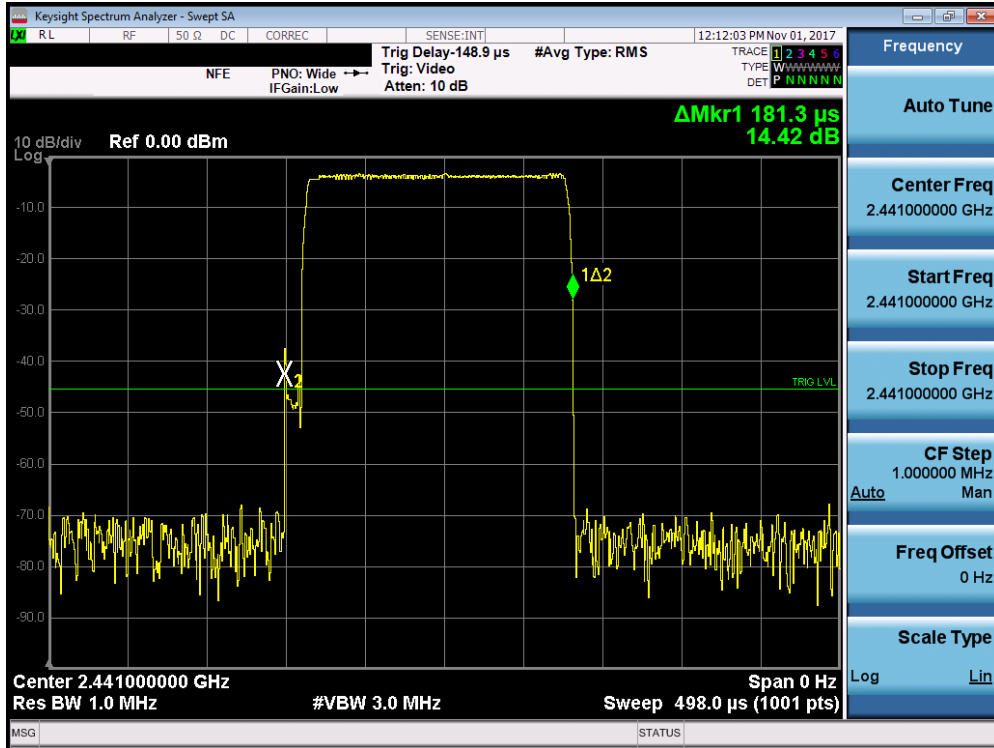 Keysight Spectrum Analyzer - Swept SA
LXI RL RF 50 Ω DC CORREC SENSE:INT 12:12:03 PM Nov 01, 2017
Trig Delay-148.9 µs #Avg Type: RMS TRACE 1 2 3 4 5 6
NFE PNO: Wide Trig: Video TYPE WWWWWW
IFGain:Low Atten: 10 dB DET P N N N N N
ΔMkr1 181.3 µs
14.42 dB
10 dB/div Ref 0.00 dBm
Log
-10.0
-20.0
1Δ2
-30.0
-40.0
2
TRIG LVL
-50.0
-60.0
-70.0
-80.0
-90.0
Center 2.441000000 GHz Span 0 Hz
Res BW 1.0 MHz #VBW 3.0 MHz Sweep 498.0 µs (1001 pts)
MSG STATUS
Frequency
Auto Tune
Center Freq
2.441000000 GHz
Start Freq
2.441000000 GHz
Stop Freq
2.441000000 GHz
CF Step
1.000000 MHz
Auto Man
Freq Offset
0 Hz
Scale Type
Log Lin